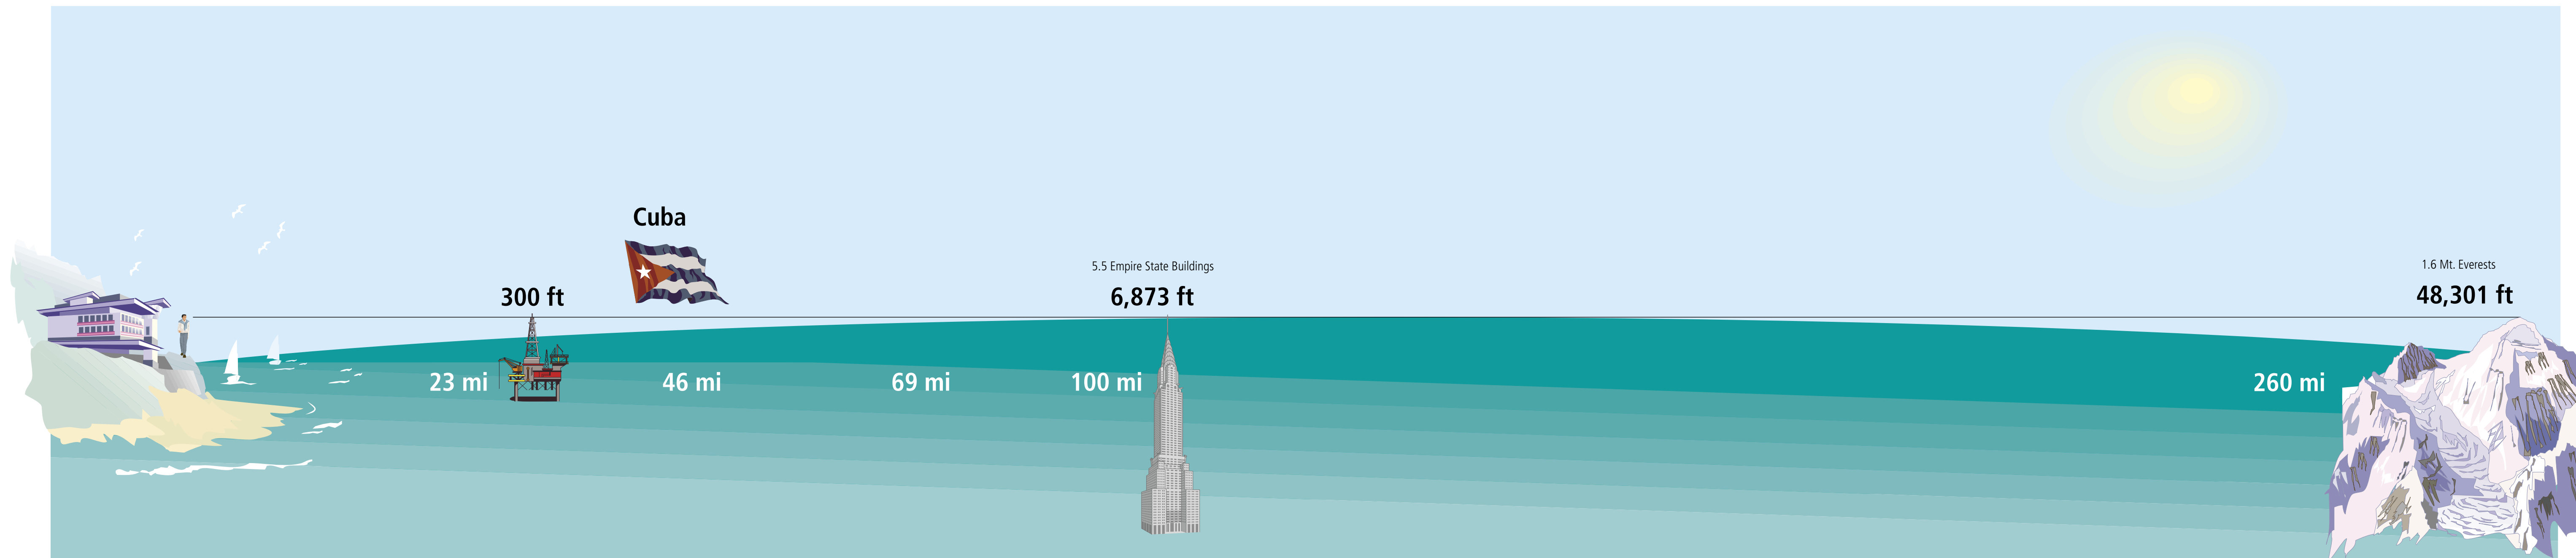 Cuba
5.5 Empire State Buildings
1.6 Mt. Everests
300 ft
6,873 ft
48,301 ft
23 mi
46 mi
69 mi
100 mi
260 mi